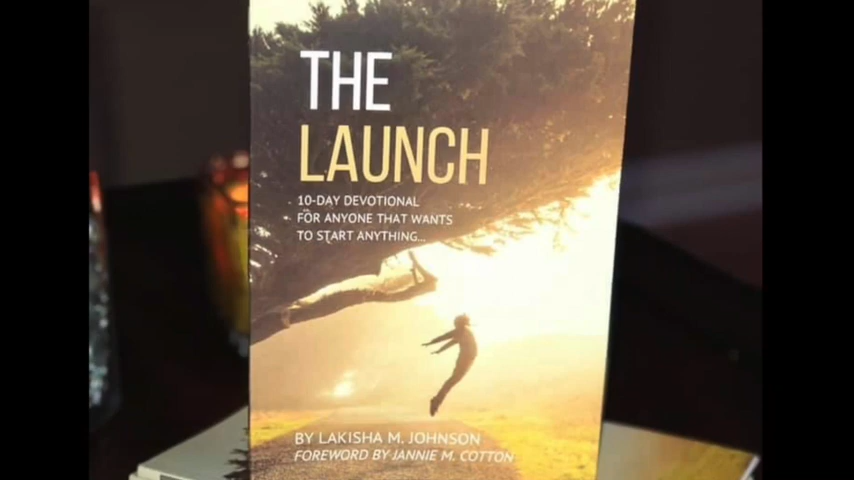 THE
LAUNCH
10-DAY DEVOTIONAL
FOR ANYONE THAT WANTS
TO START ANYTHING...
BY LAKISHA M. JOHNSON
FOREWORD BY JANNIE M. COTTON